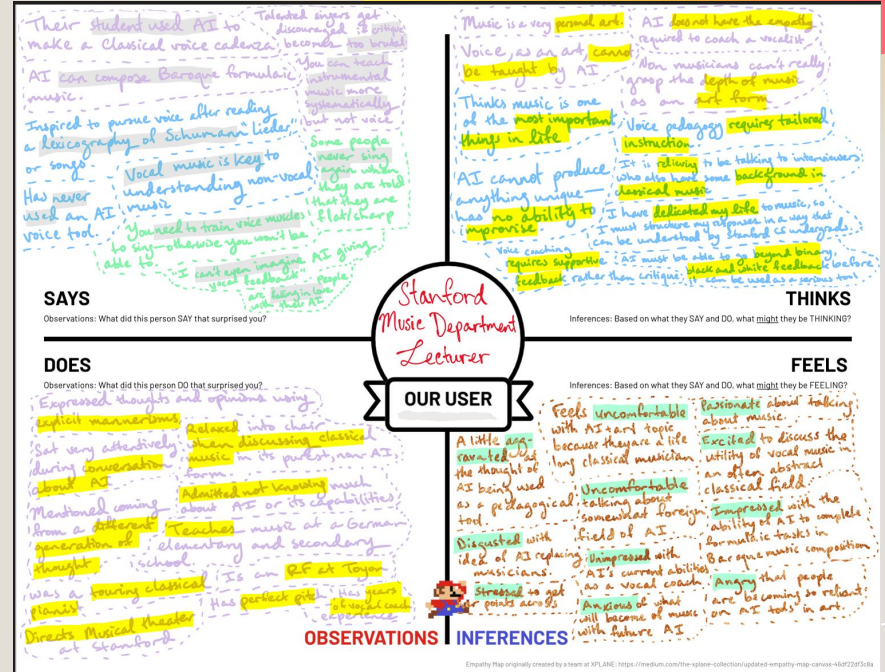 Their student used AI to
make a classical voice cadenza.
AI can compose Baroque formulaic
music.
Talented singers get
discouraged if critique
becomes too brutal
You can teach
instrumental
music more
systematically
but not voice
Inspired to pursue voice after reading
a lexicography of Schumann Lieder"
or songs
Has never
used an AI
voice tool.
Vocal music is key to
understanding non-vocal
music
Some people
never sing
again when
they are told
that they are
flat/sharp
You need to train voice muscles
to sing - otherwise you won't be
able to.
I can't even imagine AI giving
vocal feedback
people
are falling in love
with their AI
SAYS
Observations: What did this person SAY that surprised you?
Music is a very personal art.
Voice, as an art, cannot
be taught by AI
AI does not have the empathy
required to coach a vocalist
Non musicians can't really
grasp the depth of music
as an art form
Thinks music is one
of the most important
things in life
Voice pedagogy requires tailored
instruction
It is relieving to be talking to interviewers
who also have some background in
classical music
AI cannot produce
anything unique -
has no ability to
improvise
I have dedicated my life to music, so
I must structure my responses in a way that
can be understood by Stanford CS undergrads.
Voice coaching
requires supportive
feedback rather than critique
AI must be able to go beyond binary,
black and white feedback before
it can be used as a serious tool
THINKS
Inferences: Based on what they SAY and DO, what might they be THINKING?
Stanford
Music Department
Lecturer
OUR USER
DOES
Observations: What did this person DO that surprised you?
Expressed thoughts and opinions using
explicit mannerisms
Sat very attentively
during conversation
about AI
Relaxed into chair
when discussing classical
music in its purest, non AI
form
Admitted not knowing much
about AI or its capabilities
Mentioned coming
from a different
generation of
thought
Teaches music at a German
elementary and secondary
school
was a touring classical
pianist
Is an RF at Toyon
Has perfect pitch
Has years
of vocal coach
experience
Directs Musical theater
at Stanford
FEELS
Inferences: Based on what they SAY and DO, what might they be FEELING?
A little agg-
ravated at
the thought of
AI being used
as a pedagogical
tool
Disgusted with
idea of AI replacing
musicians.
Stressed to get
points across
Feels uncomfortable
with AI + art topic
because they are a life
long classical musician
Uncomfortable
talking about
somewhat foreign
field of AI
Unimpressed with
AI's current abilities
as a vocal coach
Anxious of what
will become of music
with future AI
Passionate about talking
about music
Excited to discuss the
utility of vocal music in
an often abstract
classical field
Impressed with the
ability of AI to complete
formulaic tasks in
Baroque music composition
Angry that people
are becoming so reliant
on AI tools in art.
OBSERVATIONS
INFERENCES
Empathy Map originally created by a team at XPLANE: https://medium.com/the-xplane-collection/updated-empathy-map-canvas-46df22df3c8a